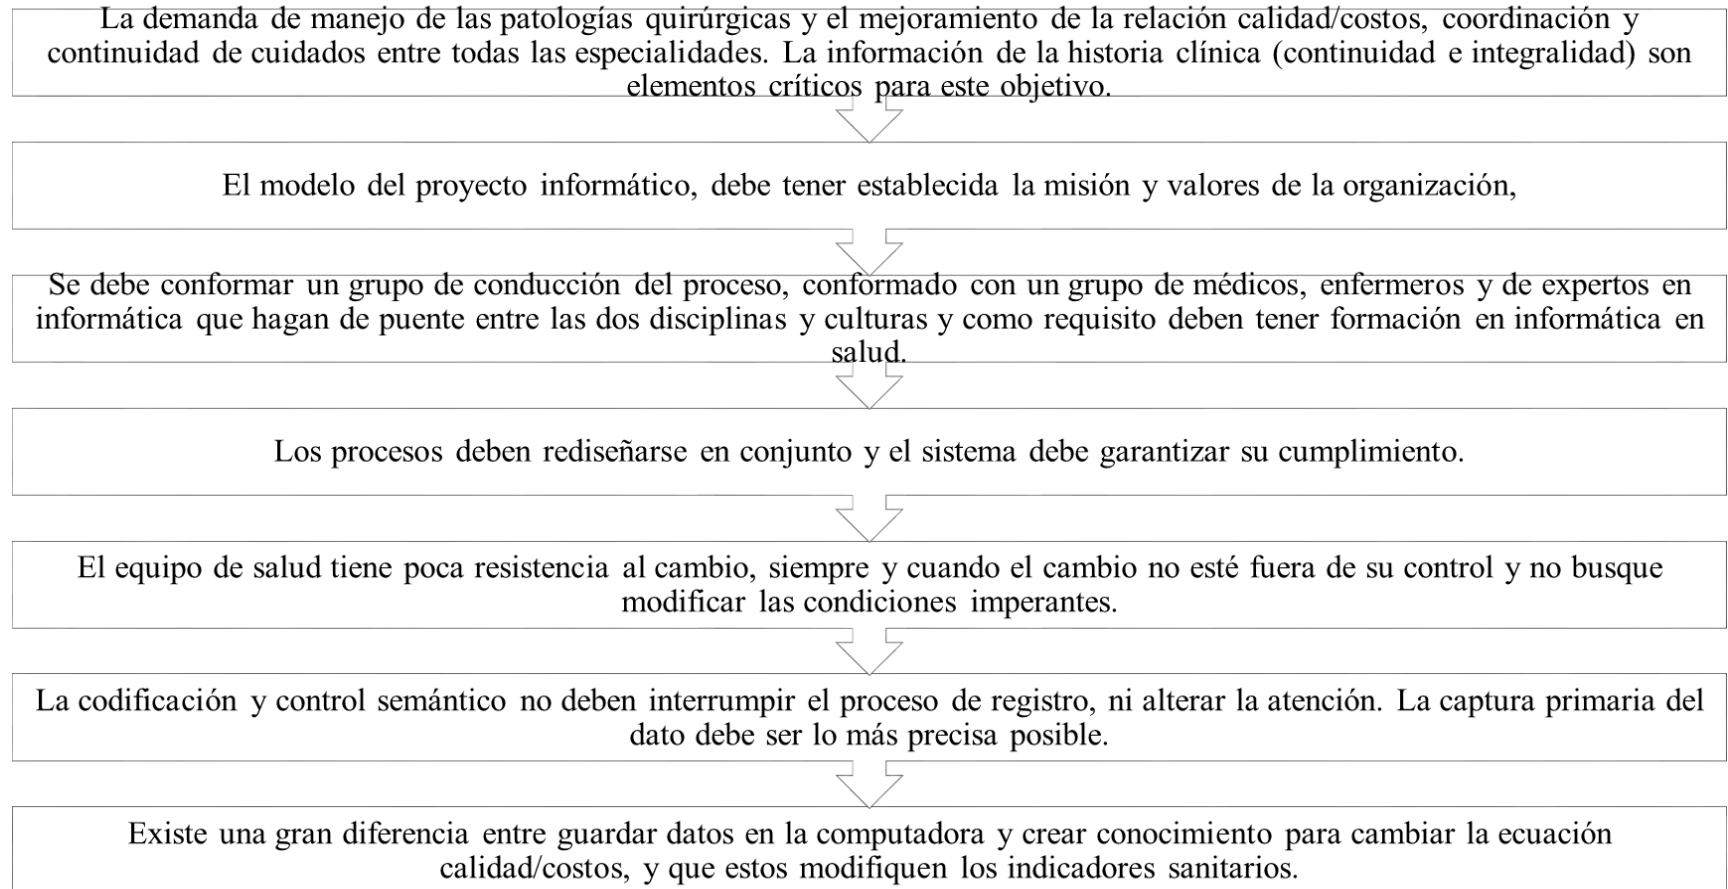 La demanda de manejo de las patologías quirúrgicas y el mejoramiento de la relación calidad/costos, coordinación y
continuidad de cuidados entre todas las especialidades. La información de la historia clínica (continuidad e integralidad) son
elementos críticos para este objetivo.
El modelo del proyecto informático, debe tener establecida la misión y valores de la organización,
Se debe conformar un grupo de conducción del proceso, conformado con un grupo de médicos, enfermeros y de expertos en
informática que hagan de puente entre las dos disciplinas y culturas y como requisito deben tener formación en informática en
salud.
Los procesos deben rediseñarse en conjunto y el sistema debe garantizar su cumplimiento.
El equipo de salud tiene poca resistencia al cambio, siempre y cuando el cambio no esté fuera de su control y no busque
modificar las condiciones imperantes.
La codificación y control semántico no deben interrumpir el proceso de registro, ni alterar la atención. La captura primaria del
dato debe ser lo más precisa posible.
Existe una gran diferencia entre guardar datos en la computadora y crear conocimiento para cambiar la ecuación
calidad/costos, y que estos modifiquen los indicadores sanitarios.